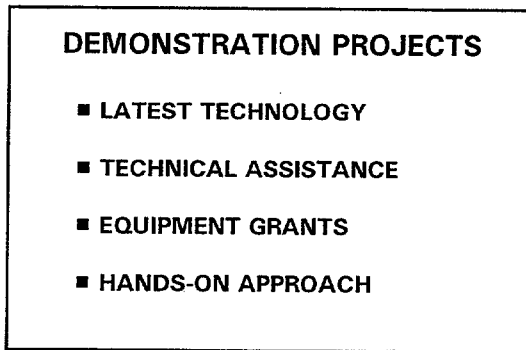 DEMONSTRATION PROJECTS
■ LATEST TECHNOLOGY
■ TECHNICAL ASSISTANCE
■ EQUIPMENT GRANTS
■ HANDS-ON APPROACH